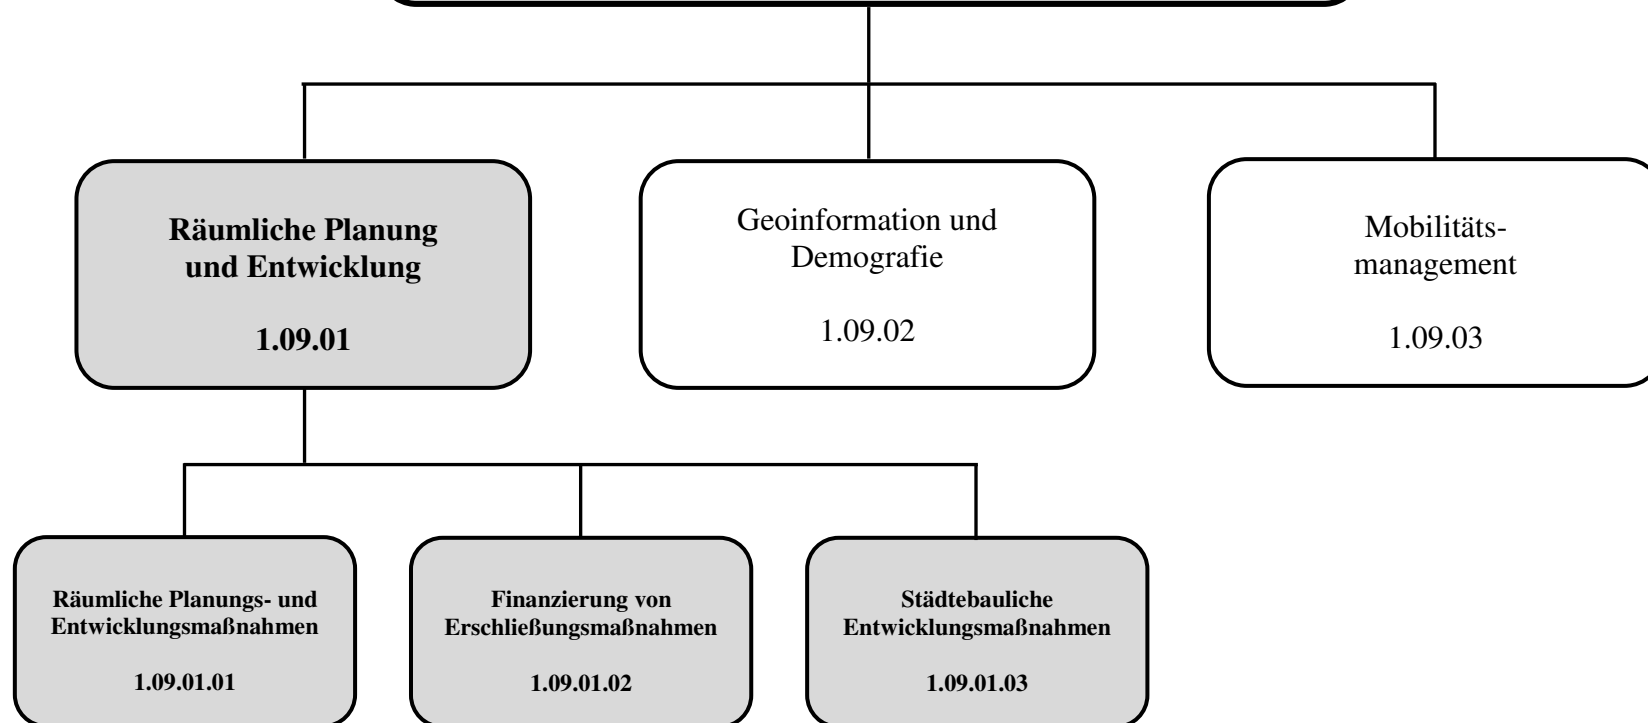 Räumliche Planung
und Entwicklung
1.09.01
Geoinformation und
Demografie
1.09.02
Mobilitäts-
management
1.09.03
Räumliche Planungs- und
Entwicklungsmaßnahmen
1.09.01.01
Finanzierung von
Erschließungsmaßnahmen
1.09.01.02
Städtebauliche
Entwicklungsmaßnahmen
1.09.01.03